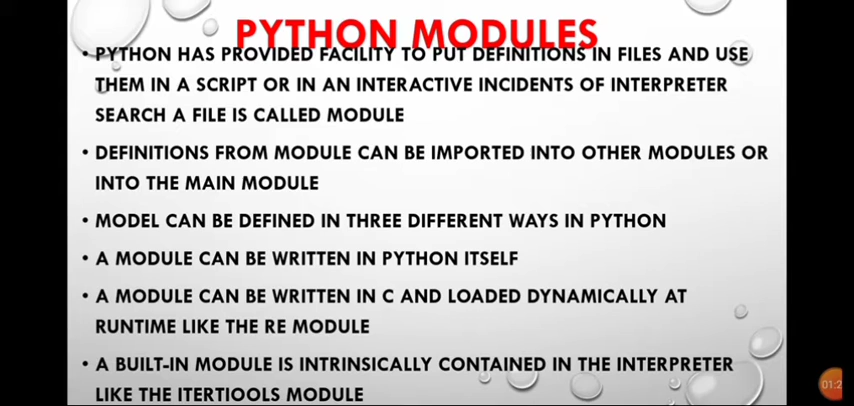 PYTHON MODULES
• PYTHON HAS PROVIDED FACILITY TO PUT DEFINITIONS IN FILES AND USE
THEM IN A SCRIPT OR IN AN INTERACTIVE INCIDENTS OF INTERPRETER
SEARCH A FILE IS CALLED MODULE
• DEFINITIONS FROM MODULE CAN BE IMPORTED INTO OTHER MODULES OR
INTO THE MAIN MODULE
• MODEL CAN BE DEFINED IN THREE DIFFERENT WAYS IN PYTHON
• A MODULE CAN BE WRITTEN IN PYTHON ITSELF
• A MODULE CAN BE WRITTEN IN C AND LOADED DYNAMICALLY AT
RUNTIME LIKE THE RE MODULE
• A BUILT-IN MODULE IS INTRINSICALLY CONTAINED IN THE INTERPRETER
LIKE THE ITERTIOOLS MODULE